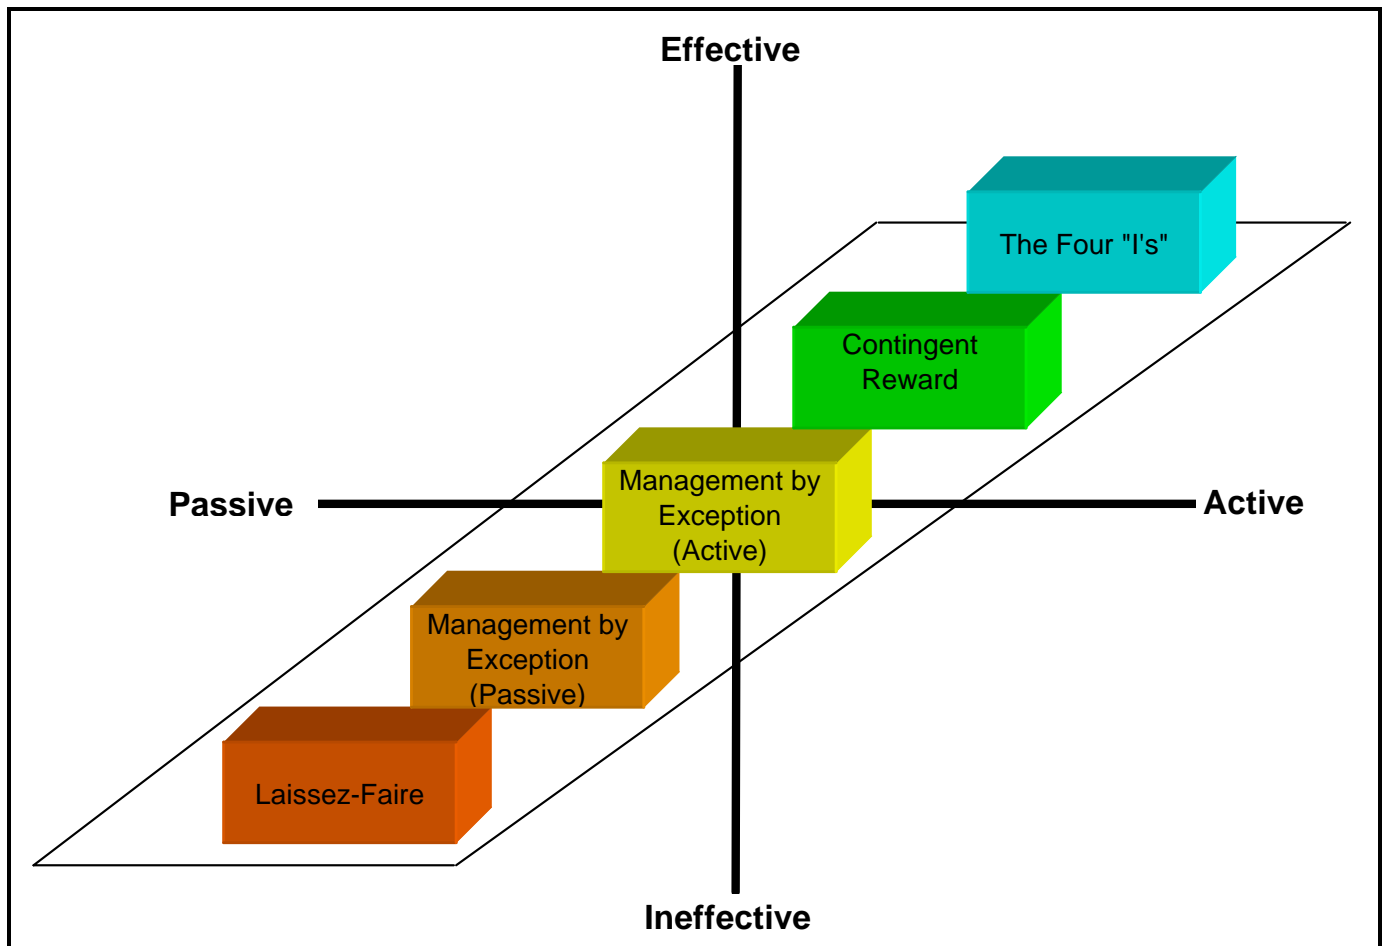 Effective
The Four "I's"
Contingent
Reward
Management by
Exception
(Active)
Passive
Active
Management by
Exception
(Passive)
Laissez-Faire
Ineffective